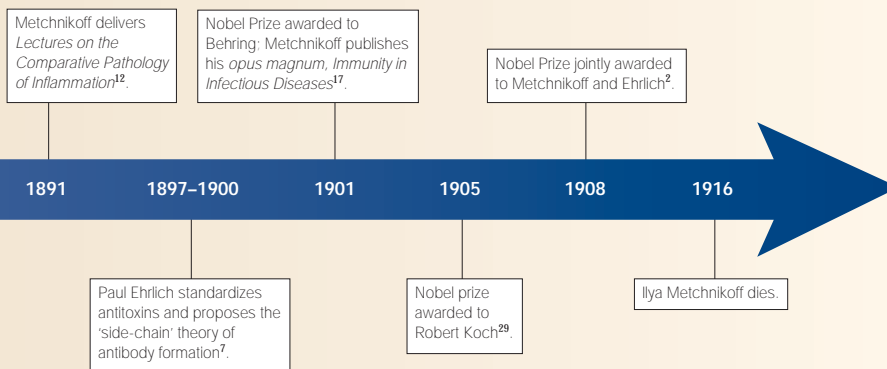 Metchnikoff delivers
Lectures on the
Comparative Pathology
of Inflammation12.
Nobel Prize awarded to
Behring; Metchnikoff publishes
his opus magnum, Immunity in
Infectious Diseases17.
Nobel Prize jointly awarded
to Metchnikoff and Ehrlich2.
1891
1897–1900
1901
1905
1908
1916
Paul Ehrlich standardizes
antitoxins and proposes the
‘side-chain’ theory of
antibody formation7.
Nobel prize
awarded to
Robert Koch29.
Ilya Metchnikoff dies.